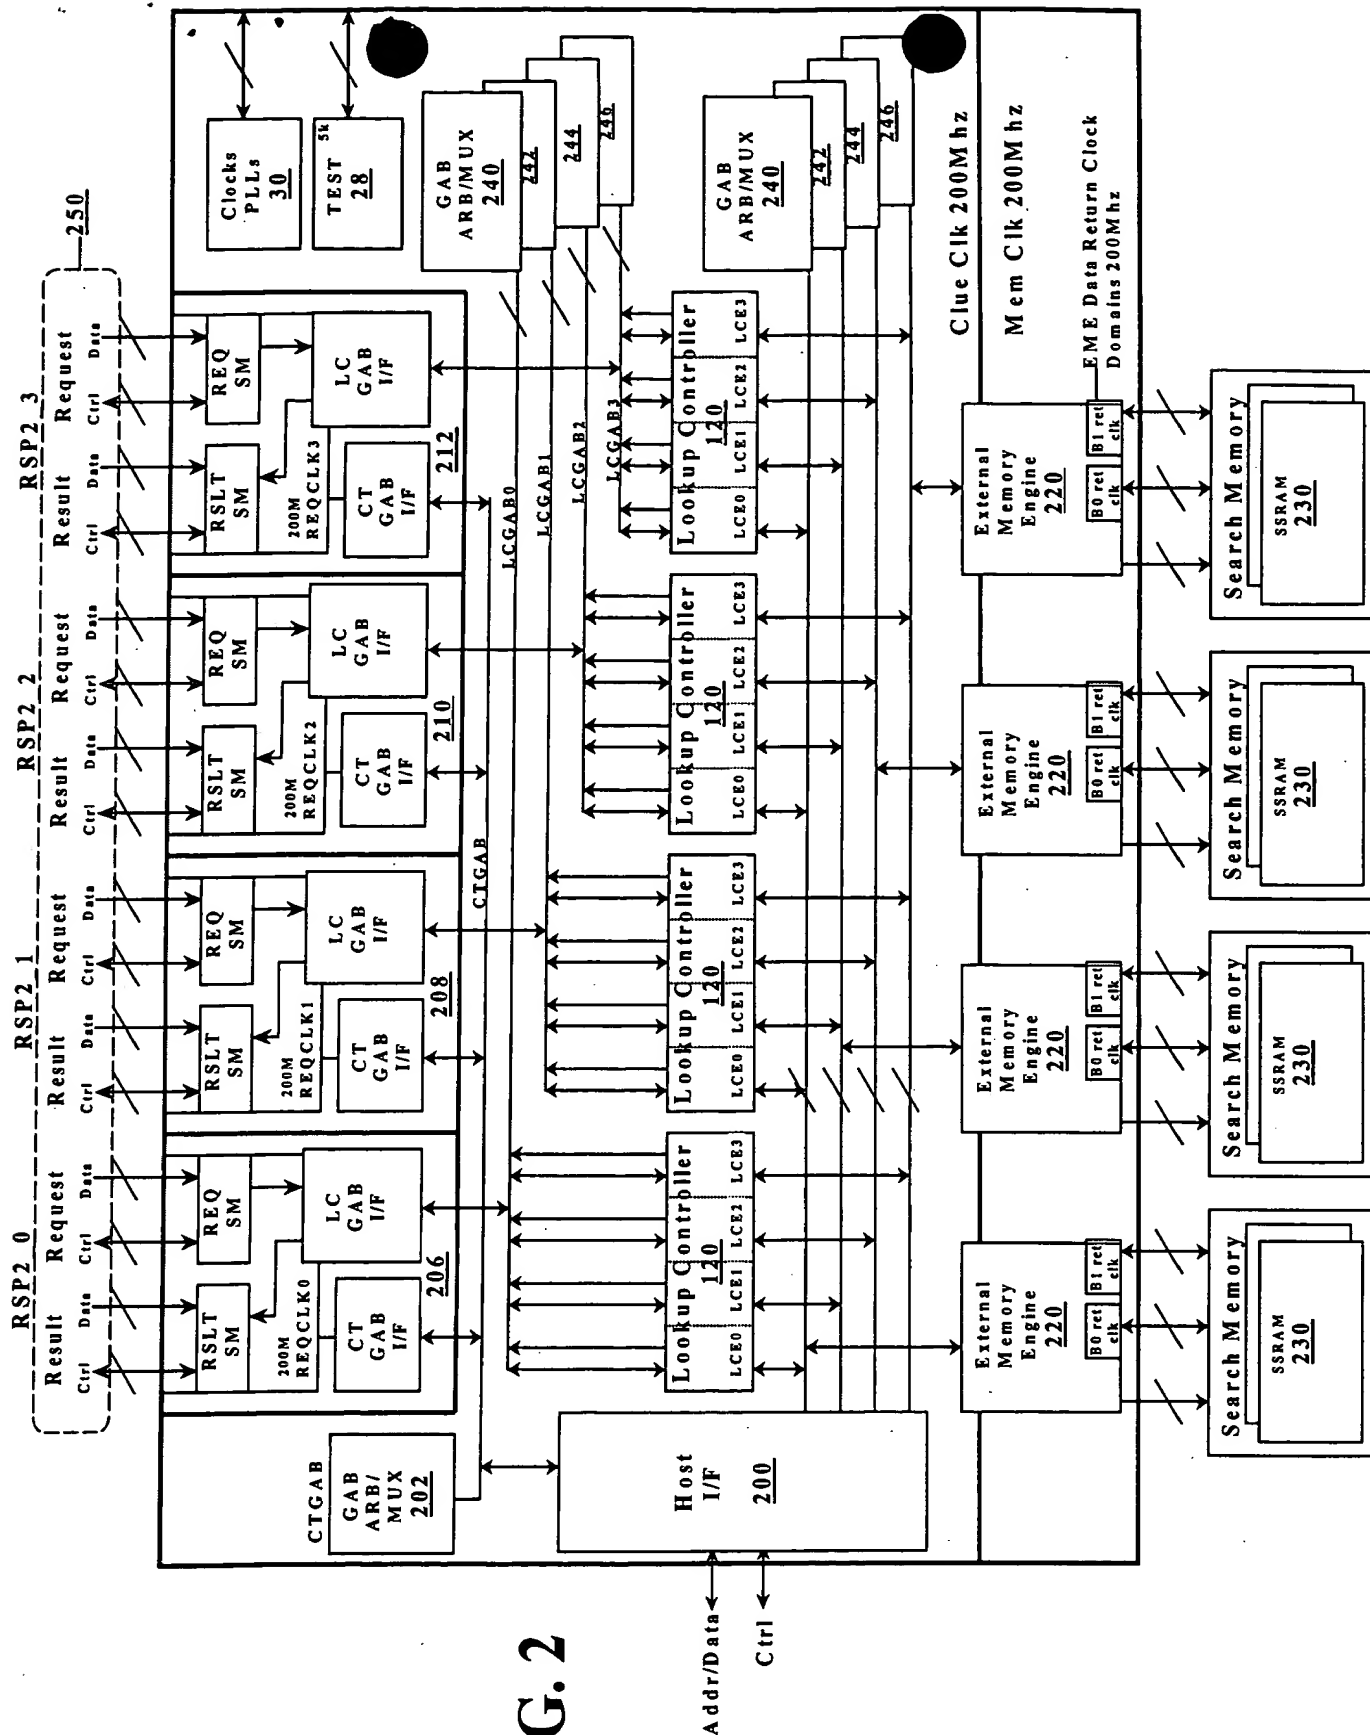 250
RSP2 0
RSP2 1
RSP2 2
RSP2 3
Result
Request
Result
Request
Result
Request
Result
Request
Ctrl
Data
Ctrl
Data
Ctrl
Data
Ctrl
Data
Ctrl
Data
Ctrl
Data
Ctrl
Data
Ctrl
Data
CTGAB
GAB
ARB/
MUX
202
RSLT
SM
REQ
SM
200M
REQCLK0
LC
GAB
I/F
CT
GAB
I/F
206
RSLT
SM
REQ
SM
200M
REQCLK1
LC
GAB
I/F
CT
GAB
I/F
208
RSLT
SM
REQ
SM
200M
REQCLK2
LC
GAB
I/F
CT
GAB
I/F
210
RSLT
SM
REQ
SM
200M
REQCLK3
LC
GAB
I/F
CT
GAB
I/F
212
Clocks
PLLs
30
TEST 5k
28
GAB
ARB/MUX
240
242
244
246
CTGAB
LCGAB0
LCGAB1
LCGAB2
LCGAB3
Host
I/F
200
Addr/Data
Ctrl
Lookup Controller
120
LCE0 LCE1 LCE2 LCE3
Lookup Controller
120
LCE0 LCE1 LCE2 LCE3
Lookup Controller
120
LCE0 LCE1 LCE2 LCE3
Lookup Controller
120
LCE0 LCE1 LCE2 LCE3
GAB
ARB/MUX
240
242
244
246
Clue Clk 200Mhz
Mem Clk 200Mhz
EME Data Return Clock
Domains 200Mhz
External
Memory
Engine
220
B0 ret
clk
B1 ret
clk
External
Memory
Engine
220
B0 ret
clk
B1 ret
clk
External
Memory
Engine
220
B0 ret
clk
B1 ret
clk
External
Memory
Engine
220
B0 ret
clk
B1 ret
clk
Search Memory
SSRAM
230
Search Memory
SSRAM
230
Search Memory
SSRAM
230
Search Memory
SSRAM
230
G. 2